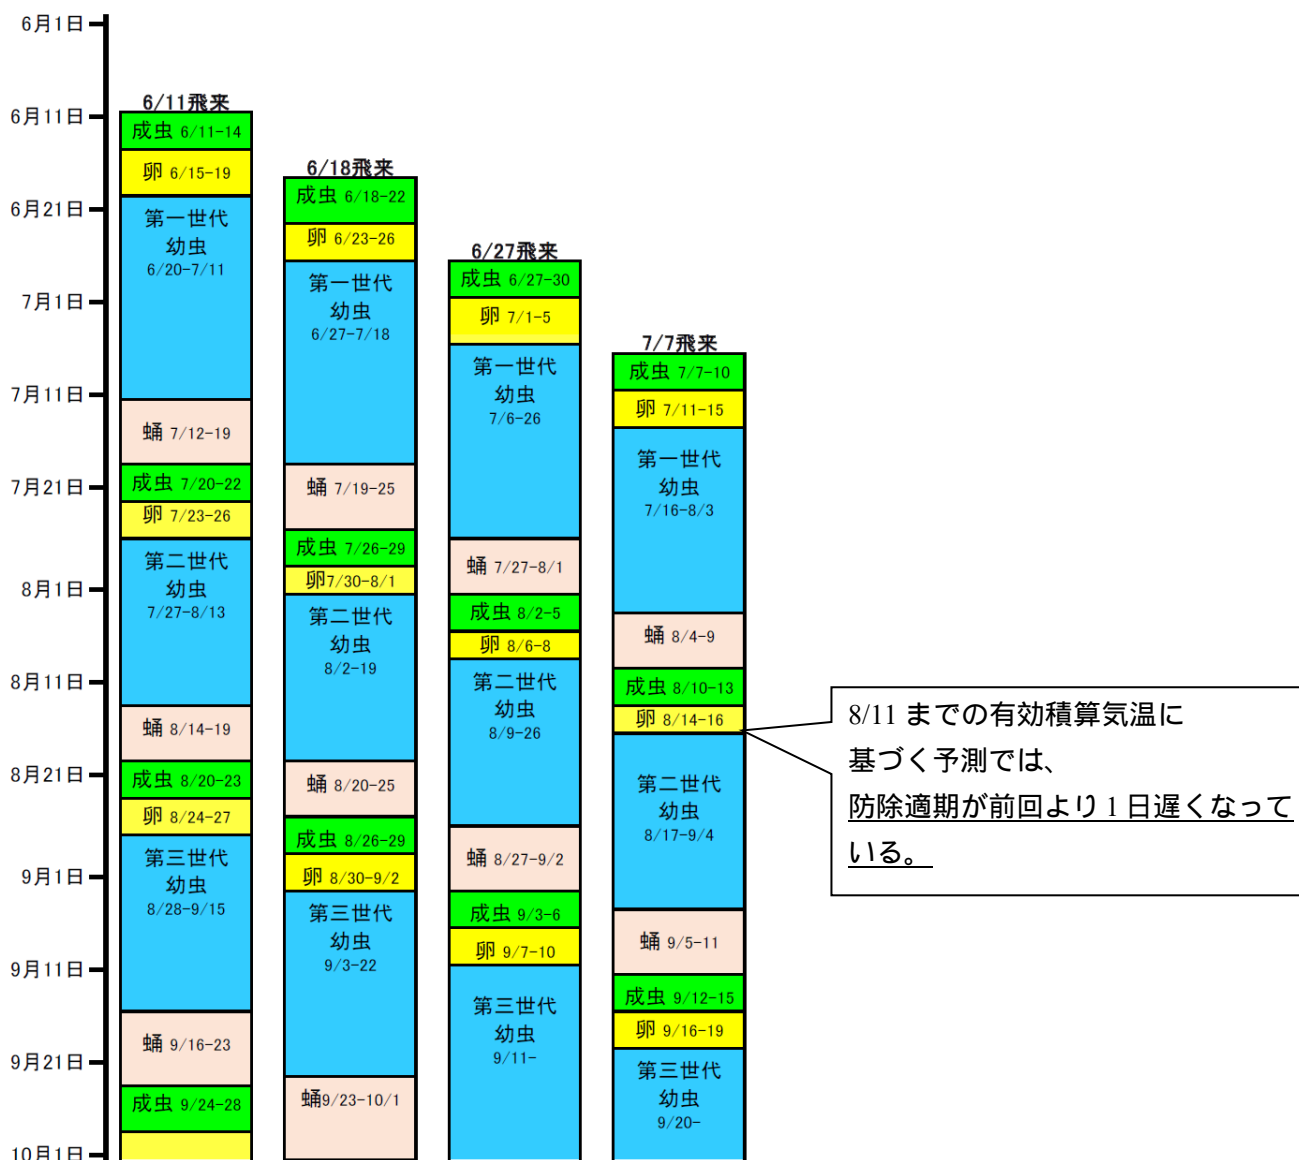 6月1日
6月11日
6月21日
7月1日
7月11日
7月21日
8月1日
8月11日
8月21日
9月1日
9月11日
9月21日
10月1日
6/11飛来
成虫 6/11-14
卵 6/15-19
第一世代
幼虫
6/20-7/11
蛹 7/12-19
成虫 7/20-22
卵 7/23-26
第二世代
幼虫
7/27-8/13
蛹 8/14-19
成虫 8/20-23
卵 8/24-27
第三世代
幼虫
8/28-9/15
蛹 9/16-23
成虫 9/24-28
6/18飛来
成虫 6/18-22
卵 6/23-26
第一世代
幼虫
6/27-7/18
蛹 7/19-25
成虫 7/26-29
卵7/30-8/1
第二世代
幼虫
8/2-19
蛹 8/20-25
成虫 8/26-29
卵 8/30-9/2
第三世代
幼虫
9/3-22
蛹9/23-10/1
6/27飛来
成虫 6/27-30
卵 7/1-5
第一世代
幼虫
7/6-26
蛹 7/27-8/1
成虫 8/2-5
卵 8/6-8
第二世代
幼虫
8/9-26
蛹 8/27-9/2
成虫 9/3-6
卵 9/7-10
第三世代
幼虫
9/11-
7/7飛来
成虫 7/7-10
卵 7/11-15
第一世代
幼虫
7/16-8/3
蛹 8/4-9
成虫 8/10-13
卵 8/14-16
第二世代
幼虫
8/17-9/4
蛹 9/5-11
成虫 9/12-15
卵 9/16-19
第三世代
幼虫
9/20-
8/11 までの有効積算気温に
基づく予測では、
防除適期が前回より 1 日遅くなって
いる。